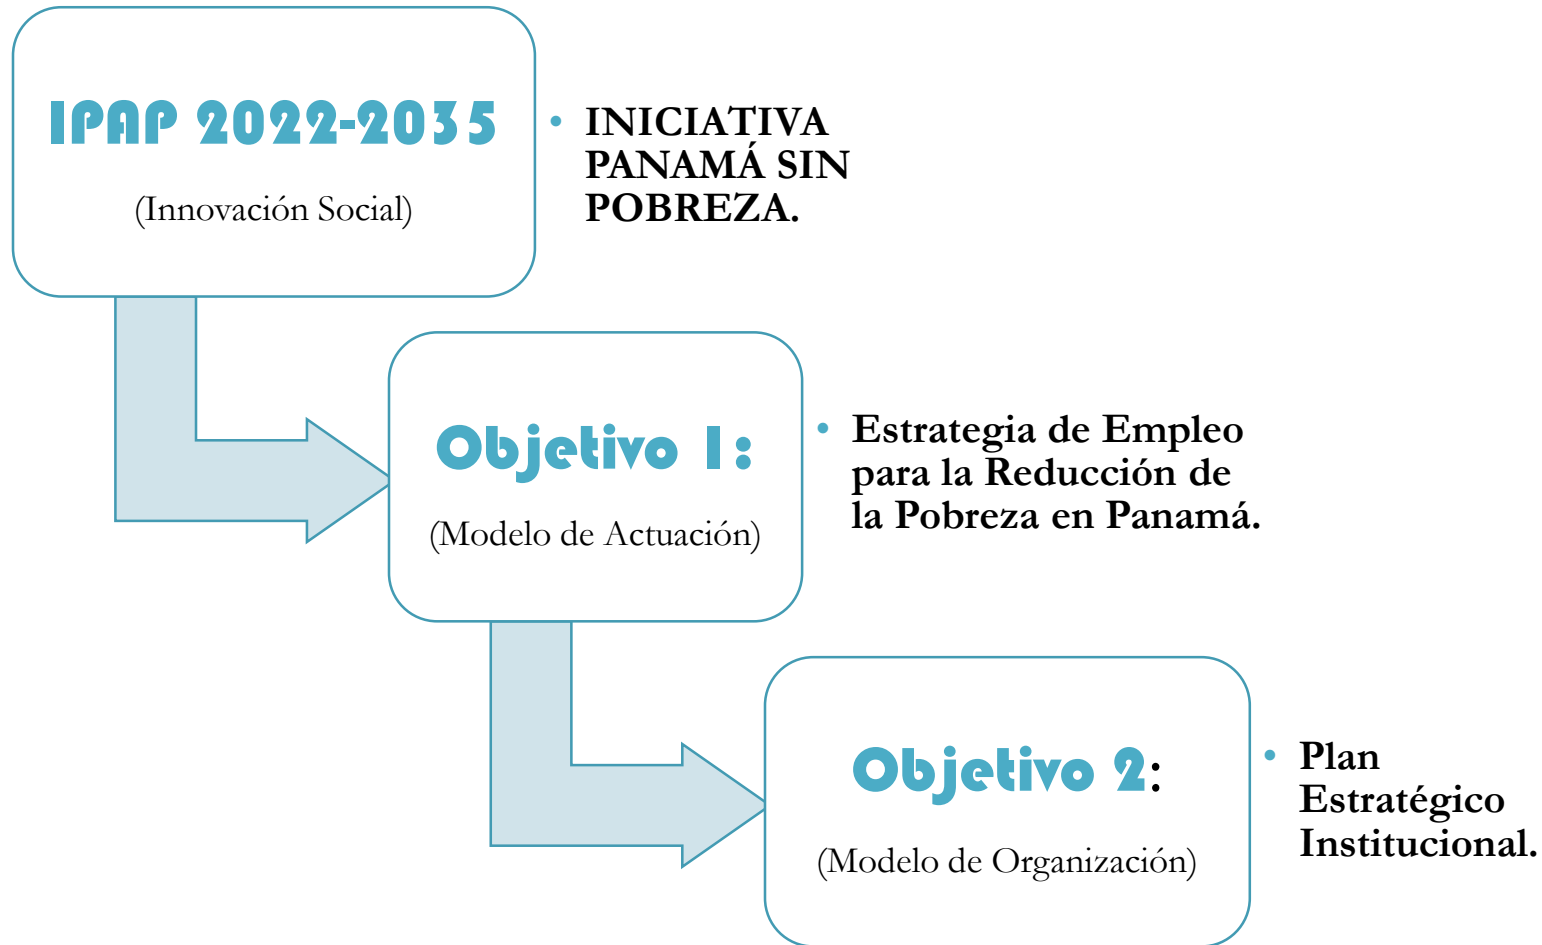 IPAP 2022-2035
(Innovación Social)
• INICIATIVA
PANAMÁ SIN
POBREZA.
Objetivo 1:
(Modelo de Actuación)
• Estrategia de Empleo
para la Reducción de
la Pobreza en Panamá.
Objetivo 2:
(Modelo de Organización)
• Plan
Estratégico
Institucional.